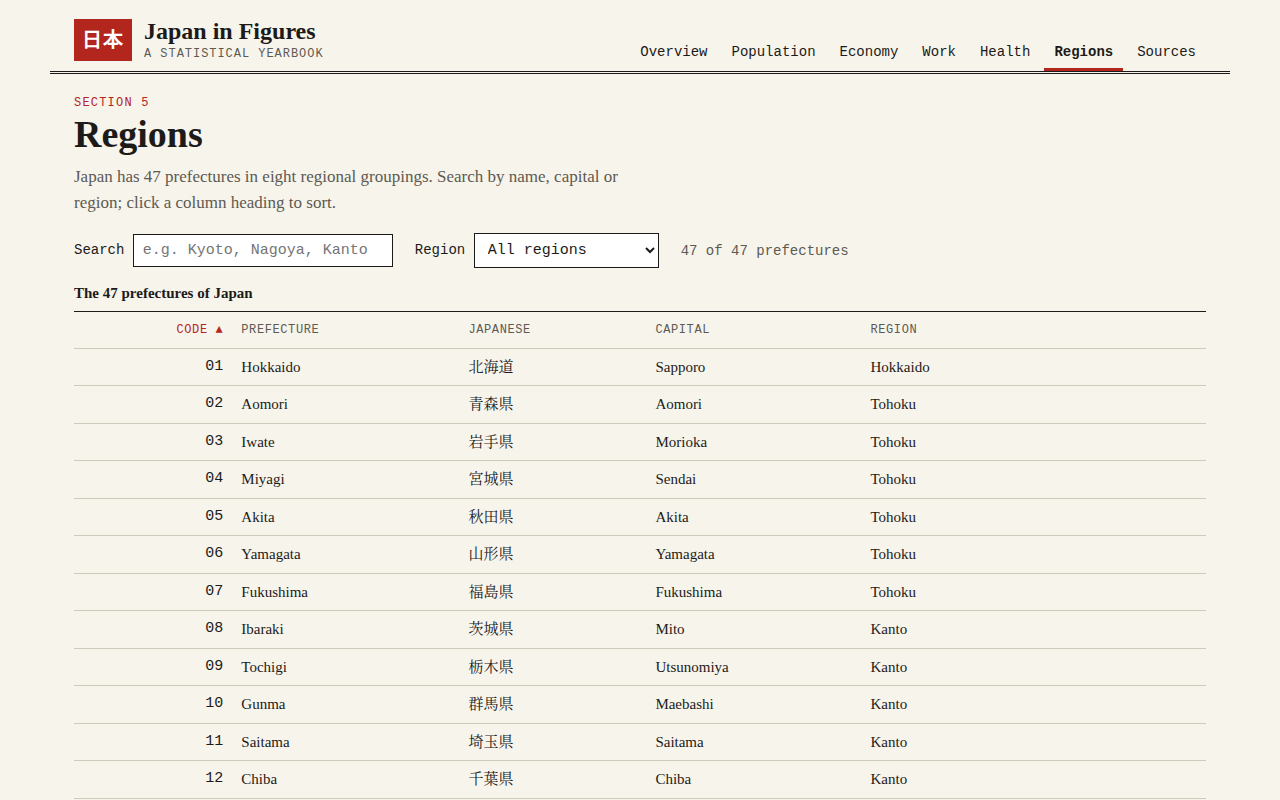 日本
Japan in Figures
A STATISTICAL YEARBOOK
Overview Population Economy Work Health Regions Sources
SECTION 5
Regions
Japan has 47 prefectures in eight regional groupings. Search by name, capital or
region; click a column heading to sort.
Search e.g. Kyoto, Nagoya, Kanto Region All regions 47 of 47 prefectures
The 47 prefectures of Japan
CODE ▲ PREFECTURE JAPANESE CAPITAL REGION
01 Hokkaido 北海道 Sapporo Hokkaido
02 Aomori 青森県 Aomori Tohoku
03 Iwate 岩手県 Morioka Tohoku
04 Miyagi 宮城県 Sendai Tohoku
05 Akita 秋田県 Akita Tohoku
06 Yamagata 山形県 Yamagata Tohoku
07 Fukushima 福島県 Fukushima Tohoku
08 Ibaraki 茨城県 Mito Kanto
09 Tochigi 栃木県 Utsunomiya Kanto
10 Gunma 群馬県 Maebashi Kanto
11 Saitama 埼玉県 Saitama Kanto
12 Chiba 千葉県 Chiba Kanto